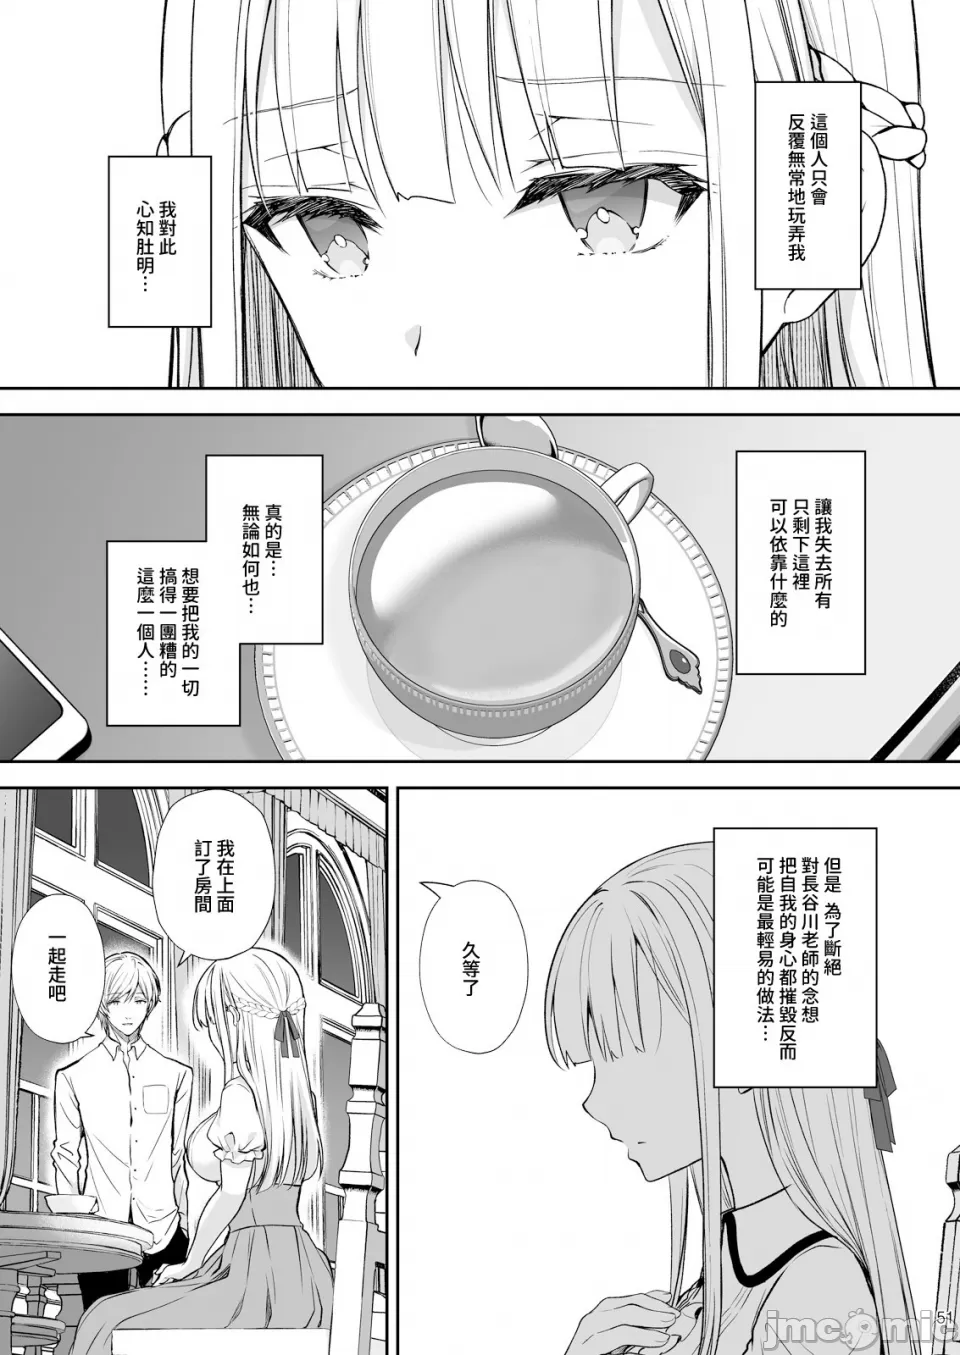 這個人只會
反覆無常地玩弄我
我對此
心知肚明…
讓我失去所有
只剩下這裡
可以依靠什麼的
真的是…
無論如何也…
想要把我的一切
搞得一團糟的
這麼一個人……
但是 為了斷絕
對長谷川老師的念想
把自我的身心都摧毀反而
可能是最輕易的做法…
久等了
我在上面
訂了房間
一起走吧
51
jmcomic